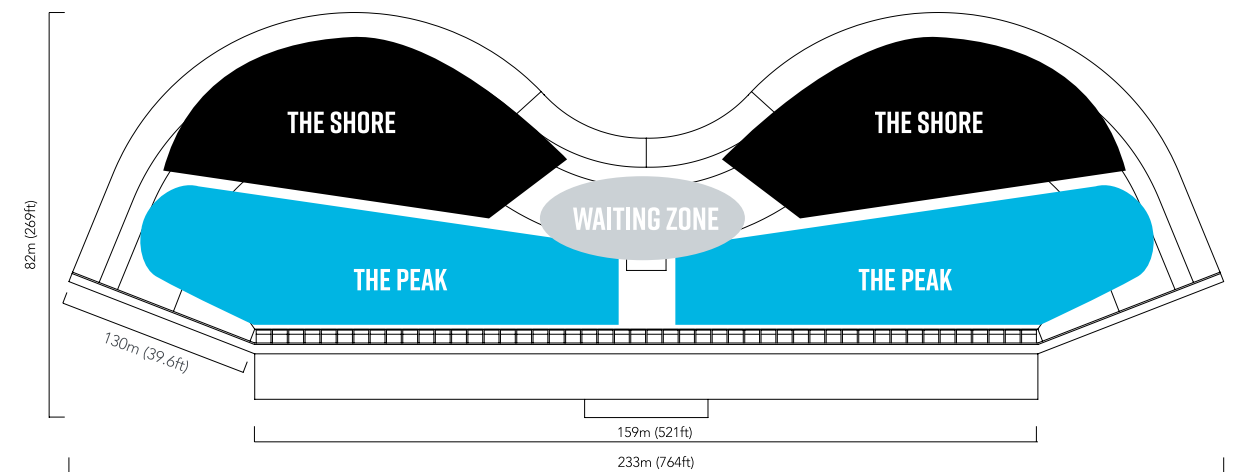 THE SHORE
THE SHORE
WAITING ZONE
THE PEAK
THE PEAK
82m (269ft)
130m (39.6ft)
159m (521ft)
233m (764ft)